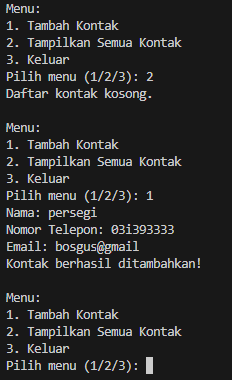 Menu:
1. Tambah Kontak
2. Tampilkan Semua Kontak
3. Keluar
Pilih menu (1/2/3): 2
Daftar kontak kosong.

Menu:
1. Tambah Kontak
2. Tampilkan Semua Kontak
3. Keluar
Pilih menu (1/2/3): 1
Nama: persegi
Nomor Telepon: 03i393333
Email: bosgus@gmail
Kontak berhasil ditambahkan!

Menu:
1. Tambah Kontak
2. Tampilkan Semua Kontak
3. Keluar
Pilih menu (1/2/3):